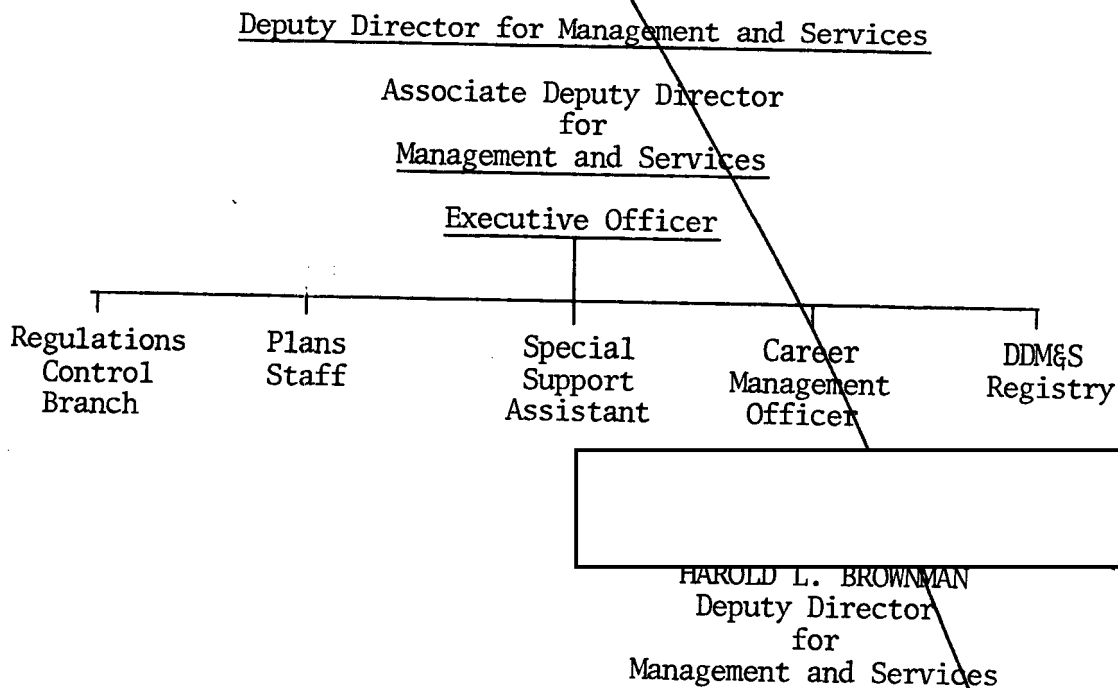 Deputy Director for Management and Services
Associate Deputy Director
for
Management and Services
Executive Officer
Regulations
Control
Branch
Plans
Staff
Special
Support
Assistant
Career
Management
Officer
DDM&S
Registry
HAROLD L. BROWNMAN
Deputy Director
for
Management and Services